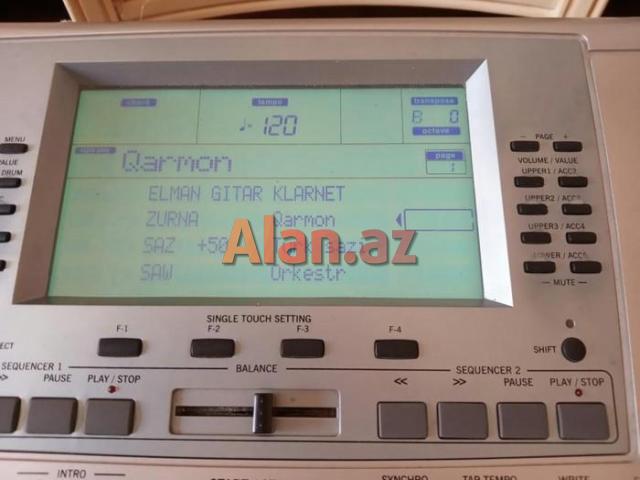 chord
tempo
transpose
♩= 120
B 0
octave
Qarmon
page
1
ELMAN GITAR KLARNET
ZURNA Qarmon
SAZ +50
SAW Orkestr
Alan.az
MENU
VALUE
DRUM
PAGE
VOLUME / VALUE
UPPER1 / ACC3
UPPER2 / ACC
UPPER3 / ACC4
LOWER / ACC5
MUTE
SINGLE TOUCH SETTING
F-1 F-2 F-3 F-4
SHIFT
ECT
SEQUENCER 1
BALANCE
SEQUENCER 2
>> PAUSE PLAY / STOP
<< >> PAUSE PLAY / STOP
INTRO
SYNCHRO TAP TEMPO WRITE